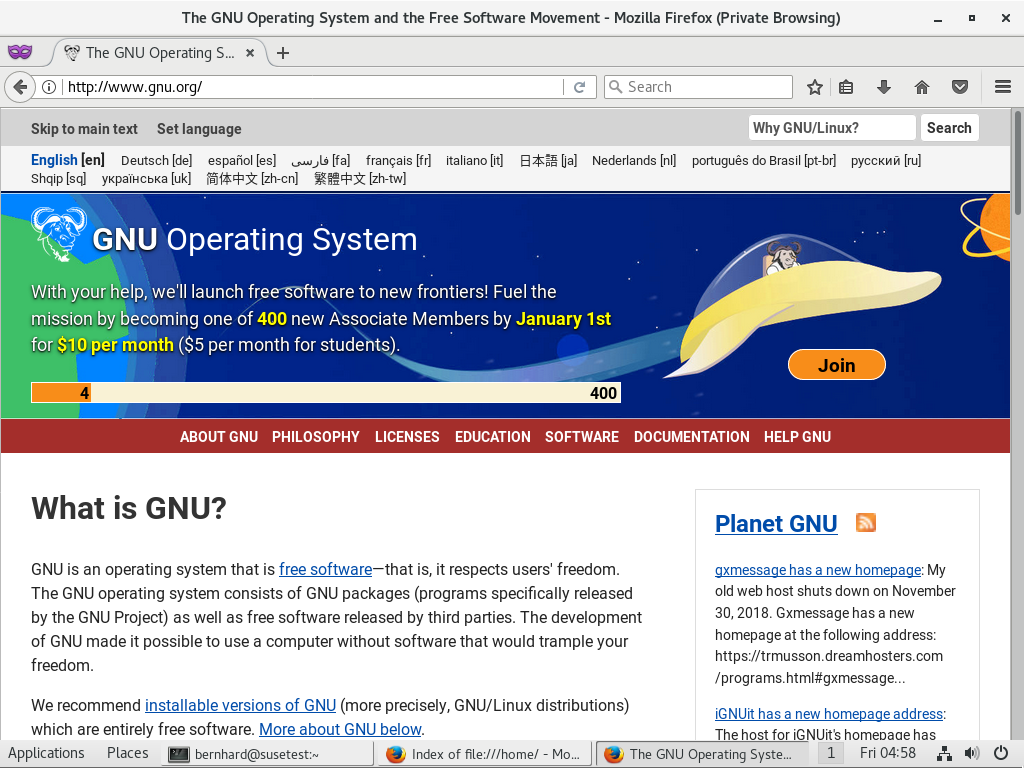 The GNU Operating System and the Free Software Movement - Mozilla Firefox (Private Browsing)
The GNU Operating S...
http://www.gnu.org/
Search
Skip to main text Set language
Why GNU/Linux? Search
English [en] Deutsch [de] español [es] فارسی [fa] français [fr] italiano [it] 日本語 [ja] Nederlands [nl] português do Brasil [pt-br] русский [ru]
Shqip [sq] українська [uk] 简体中文 [zh-cn] 繁體中文 [zh-tw]
GNU Operating System
With your help, we'll launch free software to new frontiers! Fuel the
mission by becoming one of 400 new Associate Members by January 1st
for $10 per month ($5 per month for students).
Join
4 400
ABOUT GNU PHILOSOPHY LICENSES EDUCATION SOFTWARE DOCUMENTATION HELP GNU
What is GNU?
GNU is an operating system that is free software—that is, it respects users' freedom.
The GNU operating system consists of GNU packages (programs specifically released
by the GNU Project) as well as free software released by third parties. The development
of GNU made it possible to use a computer without software that would trample your
freedom.
We recommend installable versions of GNU (more precisely, GNU/Linux distributions)
which are entirely free software. More about GNU below.
Planet GNU
gxmessage has a new homepage: My
old web host shuts down on November
30, 2018. Gxmessage has a new
homepage at the following address:
https://trmusson.dreamhosters.com
/programs.html#gxmessage...
iGNUit has a new homepage address:
The host for iGNUit's homepage has
Applications Places bernhard@susetest:~ Index of file:///home/ - Mo... The GNU Operating Syste... 1 Fri 04:58